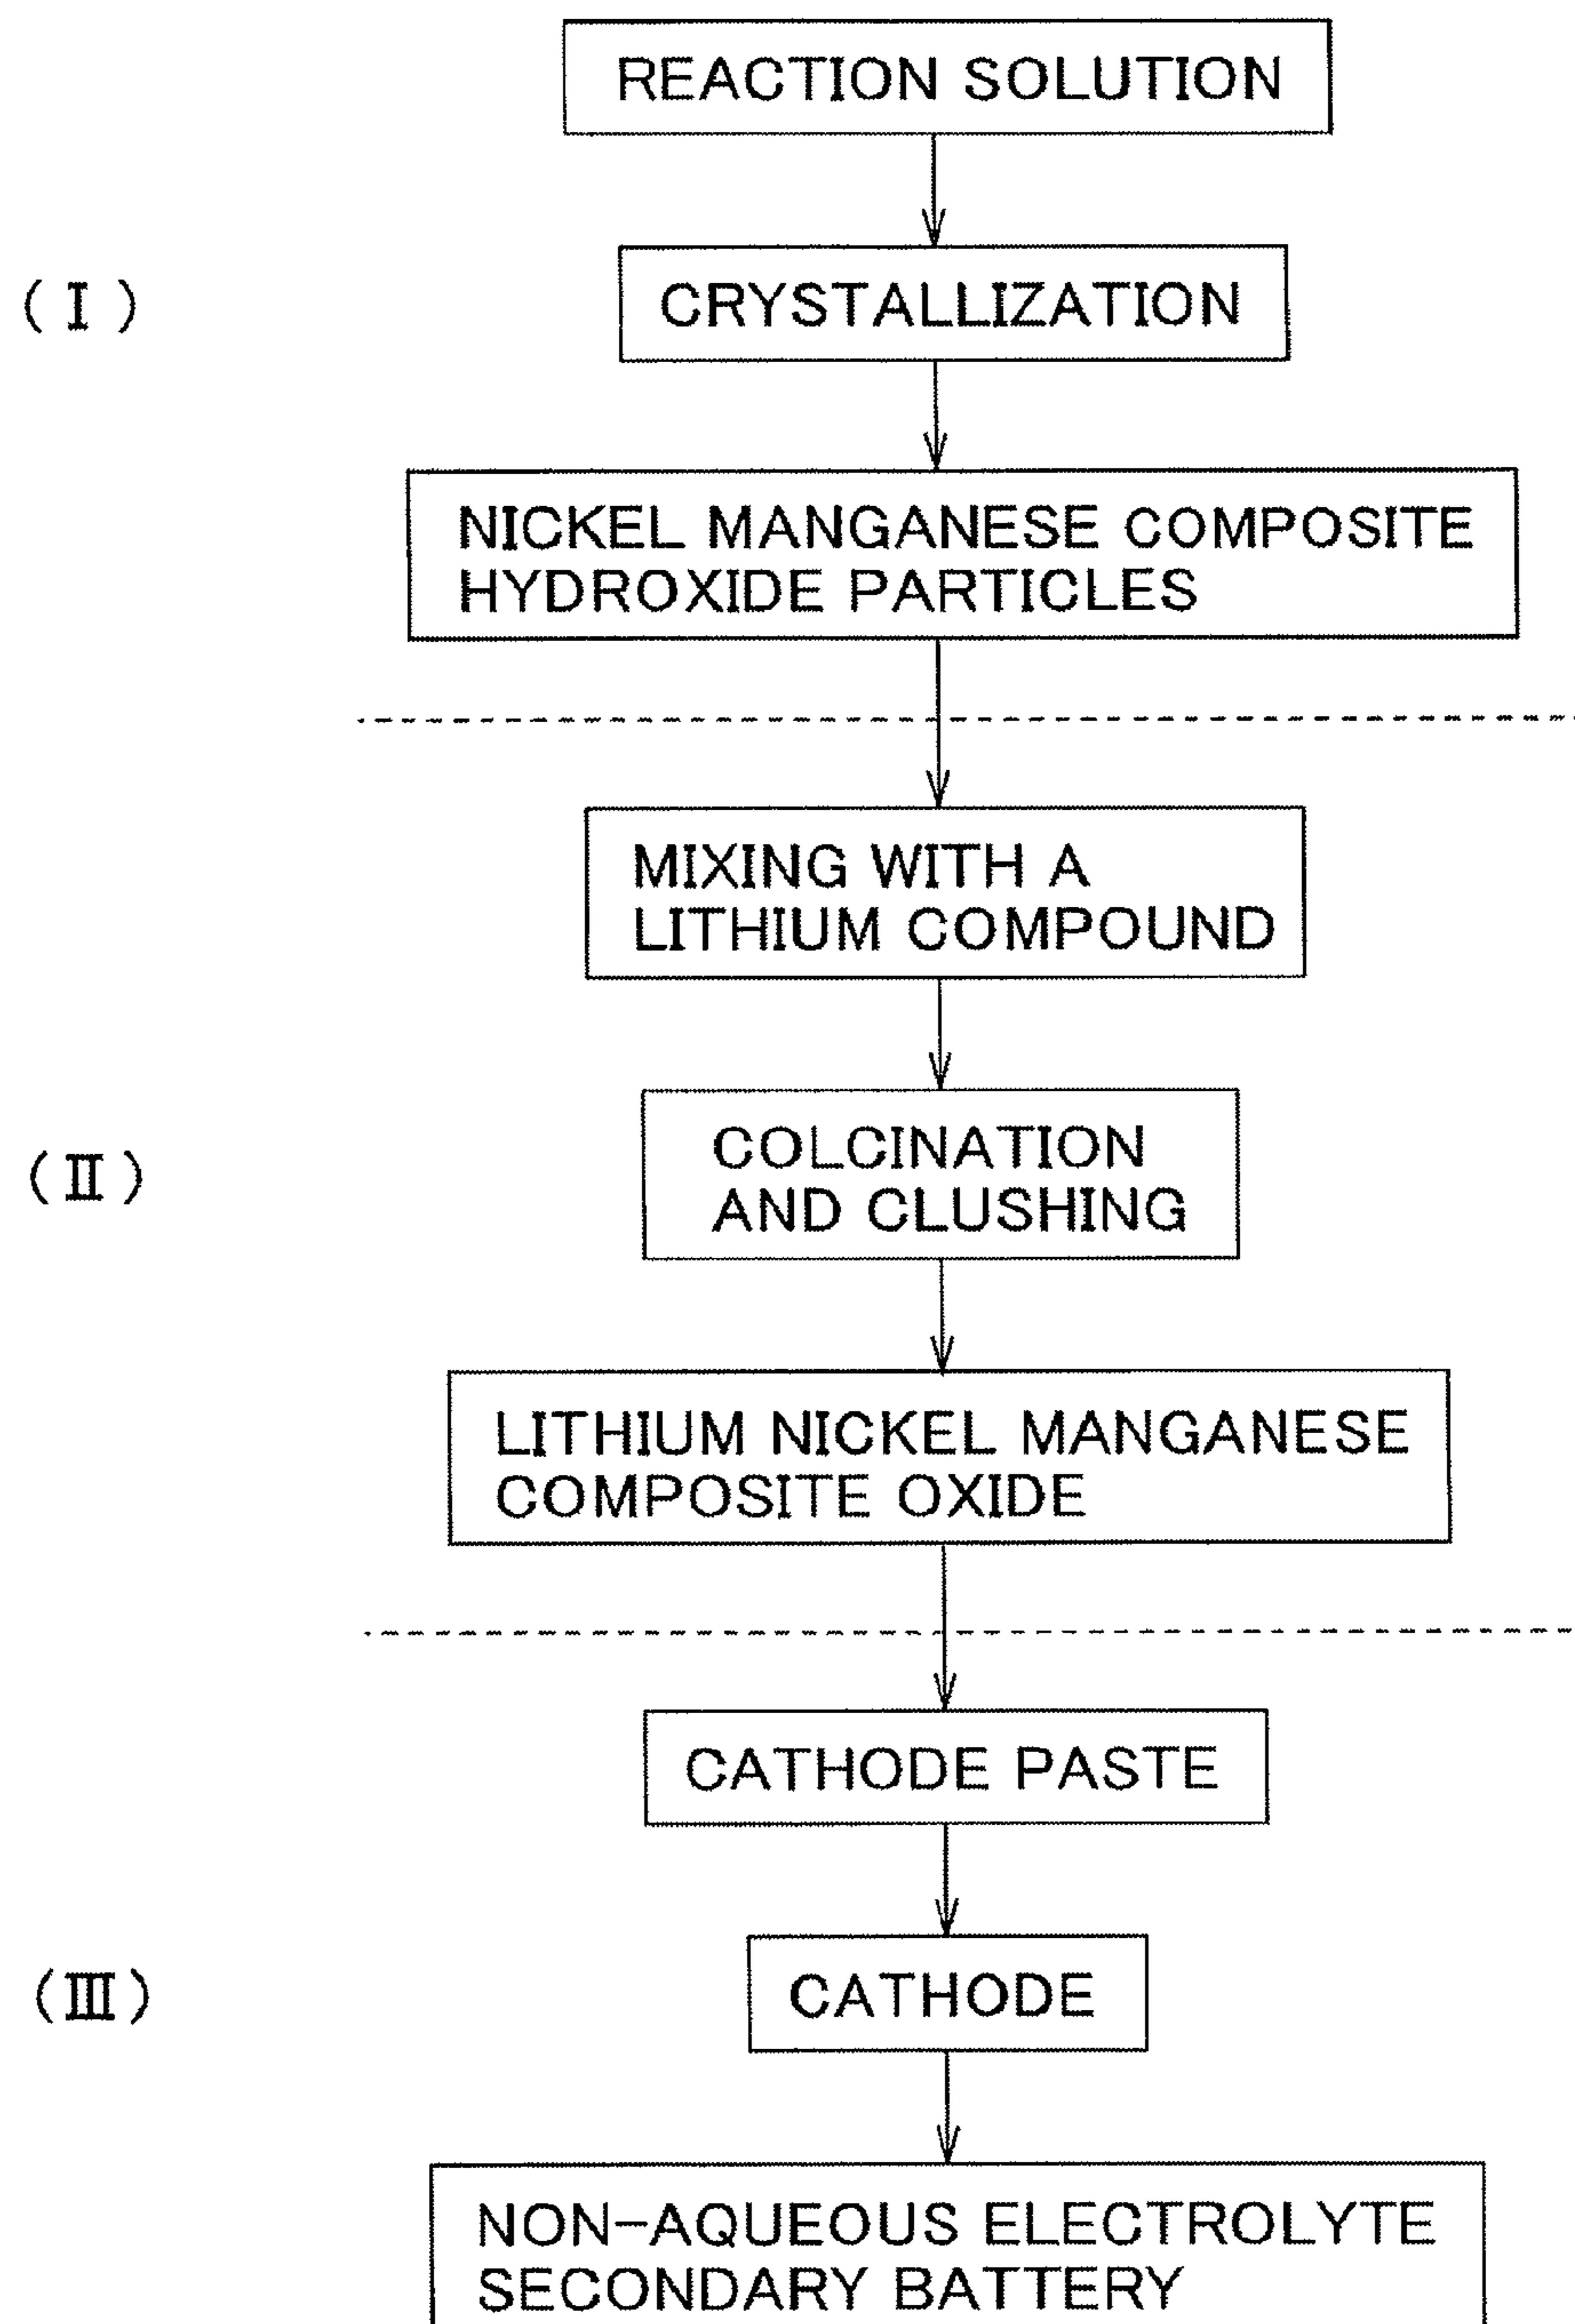 REACTION SOLUTION
(I)
CRYSTALLIZATION
NICKEL MANGANESE COMPOSITE
HYDROXIDE PARTICLES
MIXING WITH A
LITHIUM COMPOUND
(II)
COLCINATION
AND CLUSHING
LITHIUM NICKEL MANGANESE
COMPOSITE OXIDE
CATHODE PASTE
(III)
CATHODE
NON-AQUEOUS ELECTROLYTE
SECONDARY BATTERY